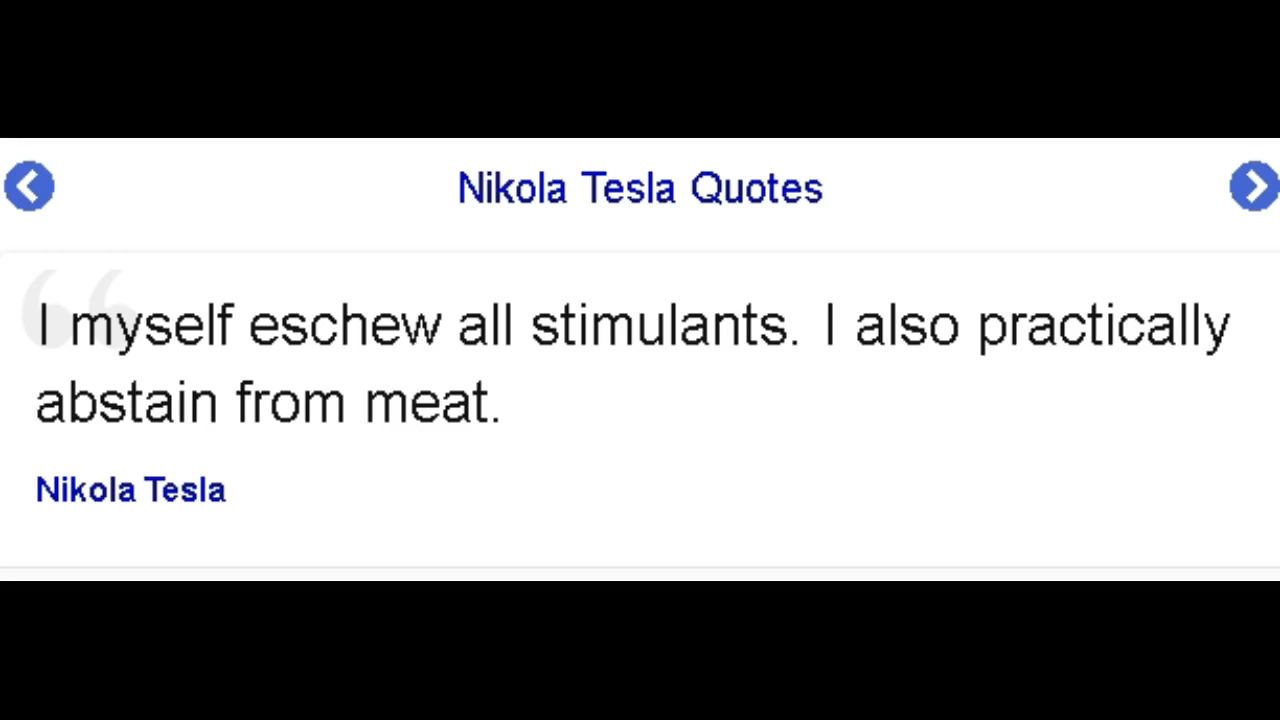 Nikola Tesla Quotes
I myself eschew all stimulants. I also practically
abstain from meat.
Nikola Tesla